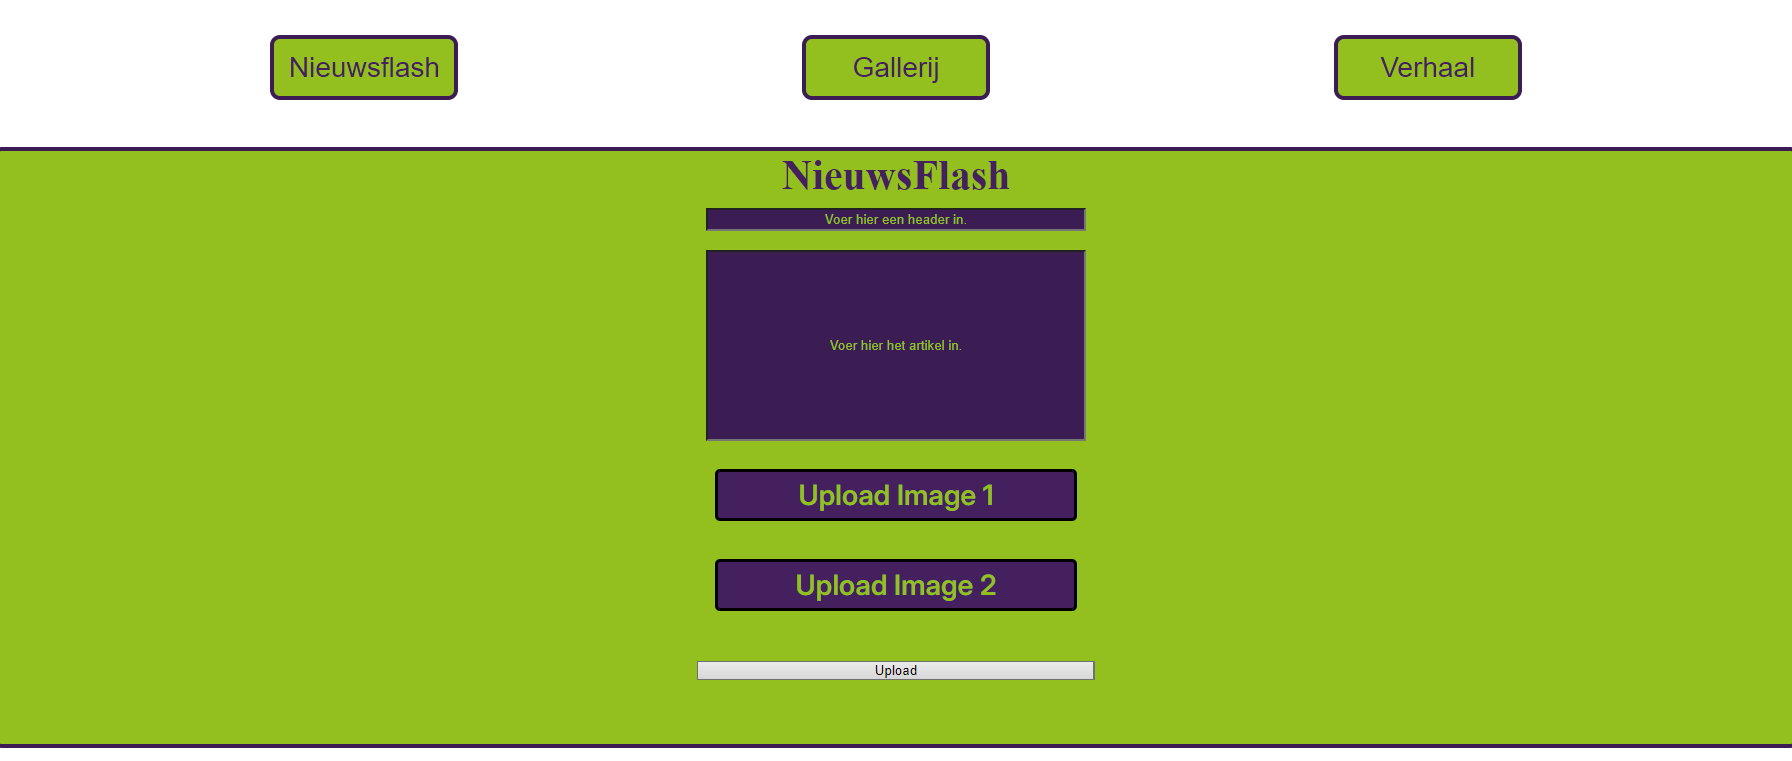 Nieuwsflash
Gallerij
Verhaal
NieuwsFlash
Voer hier een header in.
Voer hier het artikel in.
Upload Image 1
Upload Image 2
Upload